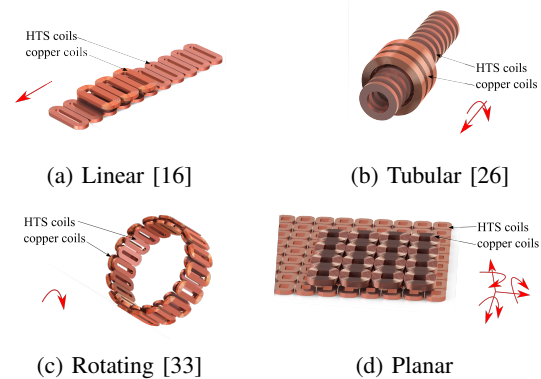 HTS coils
copper coils
HTS coils
copper coils
(a) Linear [16]
(b) Tubular [26]
HTS coils
copper coils
HTS coils
copper coils
(c) Rotating [33]
(d) Planar